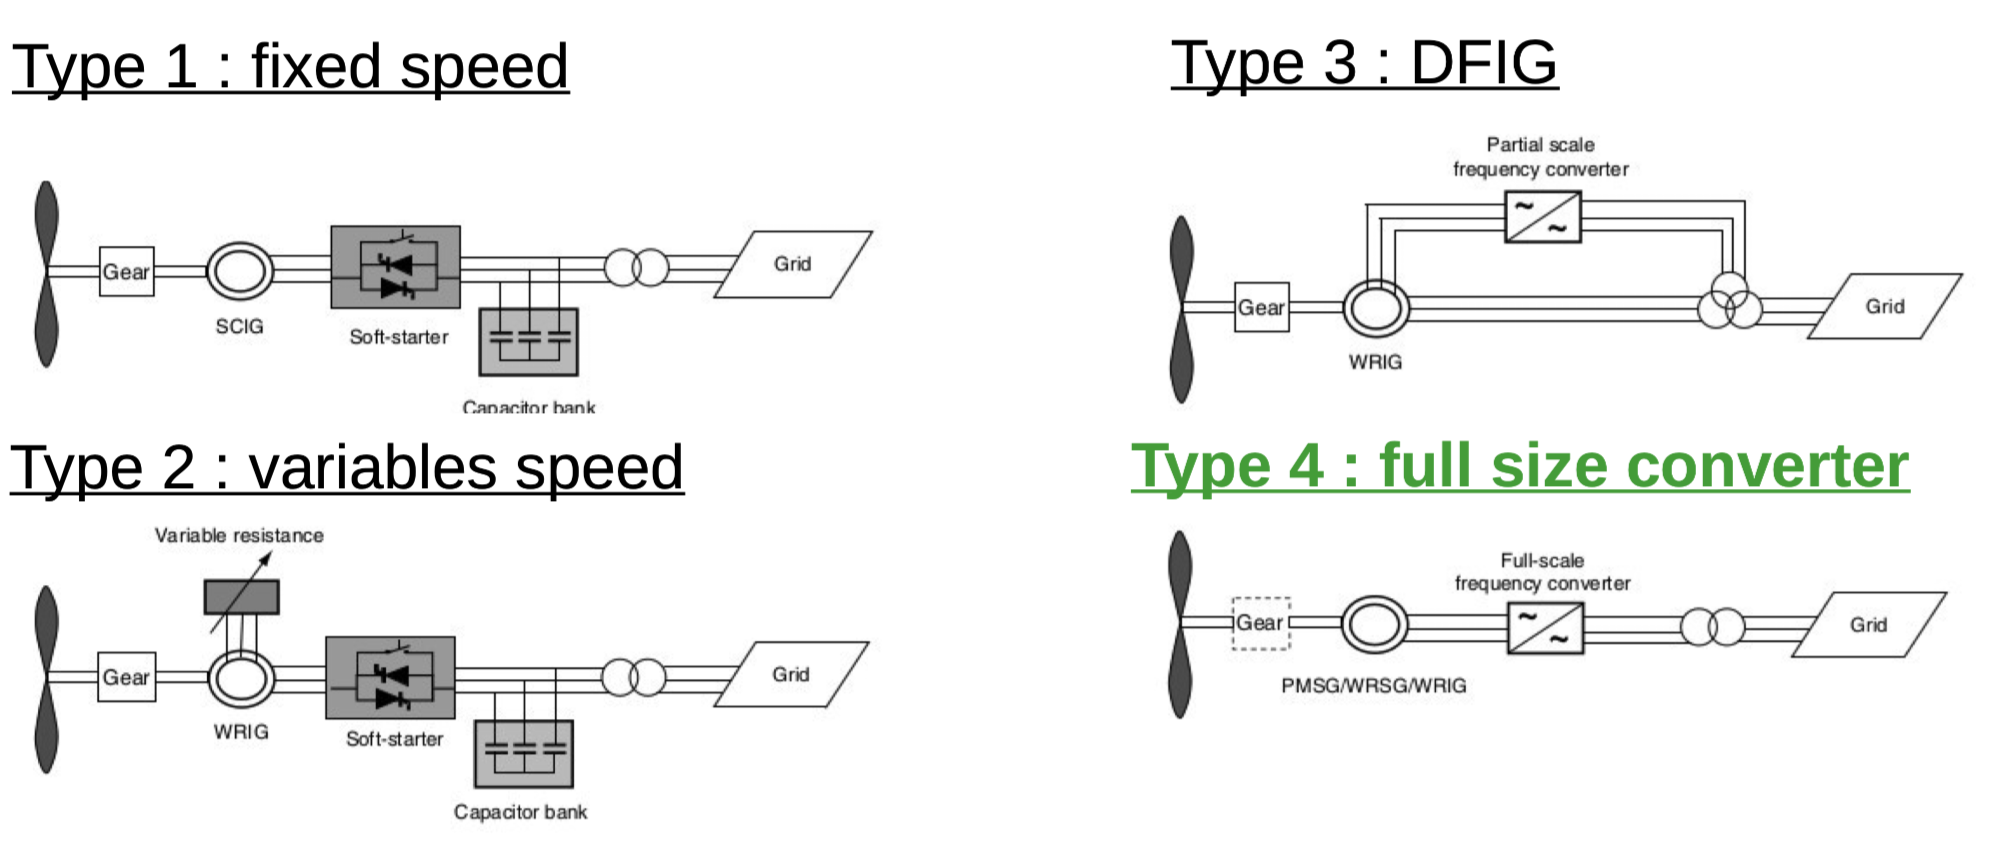 Type 1 : fixed speed
Gear
SCIG
Soft-starter
Capacitor bank
Grid
Type 2 : variables speed
Variable resistance
Gear
WRIG
Soft-starter
Capacitor bank
Grid
Type 3 : DFIG
Partial scale
frequency converter
~
~
Gear
WRIG
Grid
Type 4 : full size converter
Full-scale
frequency converter
~
~
Gear
PMSG/WRSG/WRIG
Grid